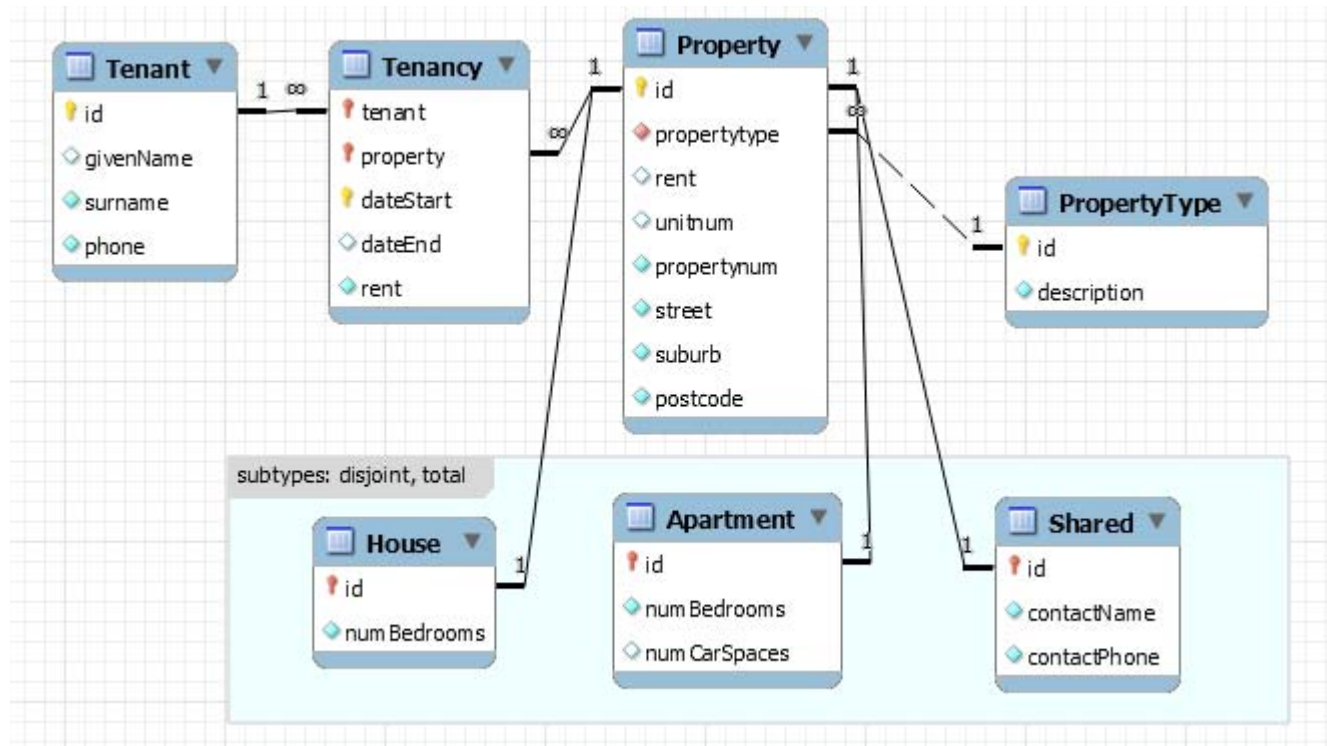 Tenant
id
givenName
surname
phone
1 ∞
Tenancy
tenant
property
dateStart
dateEnd
rent
∞
1
Property
id
propertytype
rent
unitnum
propertynum
street
suburb
postcode
1
∞
1
PropertyType
id
description
subtypes: disjoint, total
House
id
numBedrooms
1
Apartment
id
numBedrooms
numCarSpaces
1
1
Shared
id
contactName
contactPhone